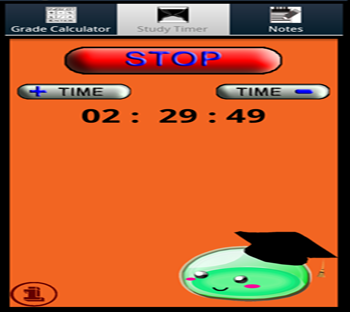 Grade Calculator Study Timer Notes
STOP
+ TIME TIME -
02 : 29 : 49
i